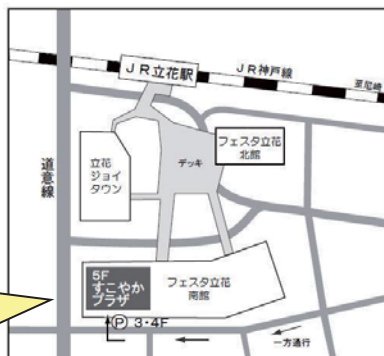 JR立花駅
JR神戸線
至尼崎
フェスタ立花
北館
デッキ
立花
ジョイ
タウン
道意線
5F
すこやか
プラザ
フェスタ立花
南館
P 3・4F
一方通行